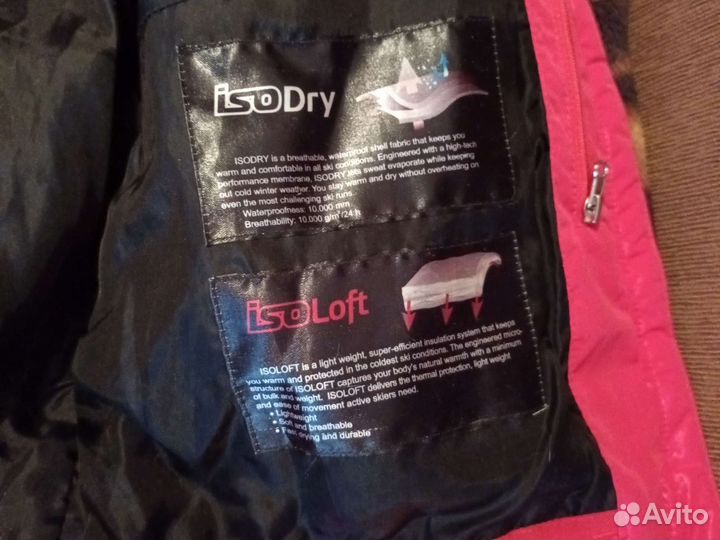 isoDry
ISODRY is a breathable, waterproof shell fabric that keeps you
warm and comfortable in all ski conditions. Engineered with a high-tech
performance membrane, ISODRY lets sweat evaporate while keeping
out cold winter weather. You stay warm and dry without overheating on
even the most challenging ski runs
Waterproofness: 10.000 mm
Breathability: 10.000 g/m²/24 h
isoLoft
ISOLOFT is a light weight, super-efficient insulation system that keeps
you warm and protected in the coldest ski conditions. The engineered micro-
structure of ISOLOFT captures your body's natural warmth with a minimum
of bulk and weight. ISOLOFT delivers the thermal protection, light weight
and ease of movement active skiers need.
• Lightweight
• Soft and breathable
• Fast drying and durable
Avito